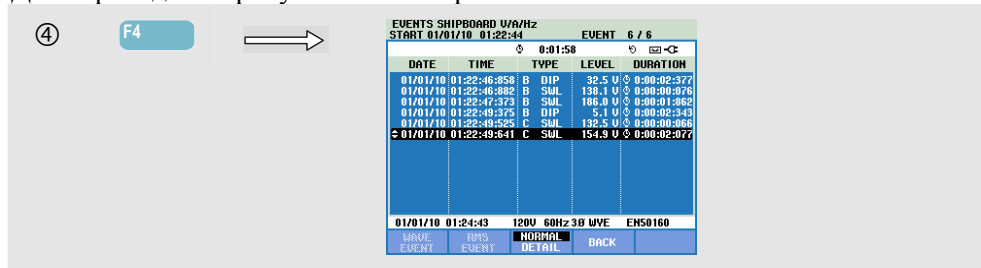 ④ F4
EVENTS SHIPBOARD V/A/Hz
START 01/01/10 01:22:44 EVENT 6 / 6
0:01:58
DATE TIME TYPE LEVEL DURATION
01/01/10 01:22:46:858 B DIP 32.5 V 0:00:02:377
01/01/10 01:22:46:882 B SWL 138.1 V 0:00:00:076
01/01/10 01:22:47:373 B SWL 186.0 V 0:00:01:862
01/01/10 01:22:49:375 B DIP 5.1 V 0:00:02:343
01/01/10 01:22:49:525 C SWL 132.5 V 0:00:00:066
01/01/10 01:22:49:641 C SWL 154.9 V 0:00:02:077
01/01/10 01:24:43 120V 60Hz 3Ø WYE EN50160
WAVE EVENT RMS EVENT NORMAL DETAIL BACK